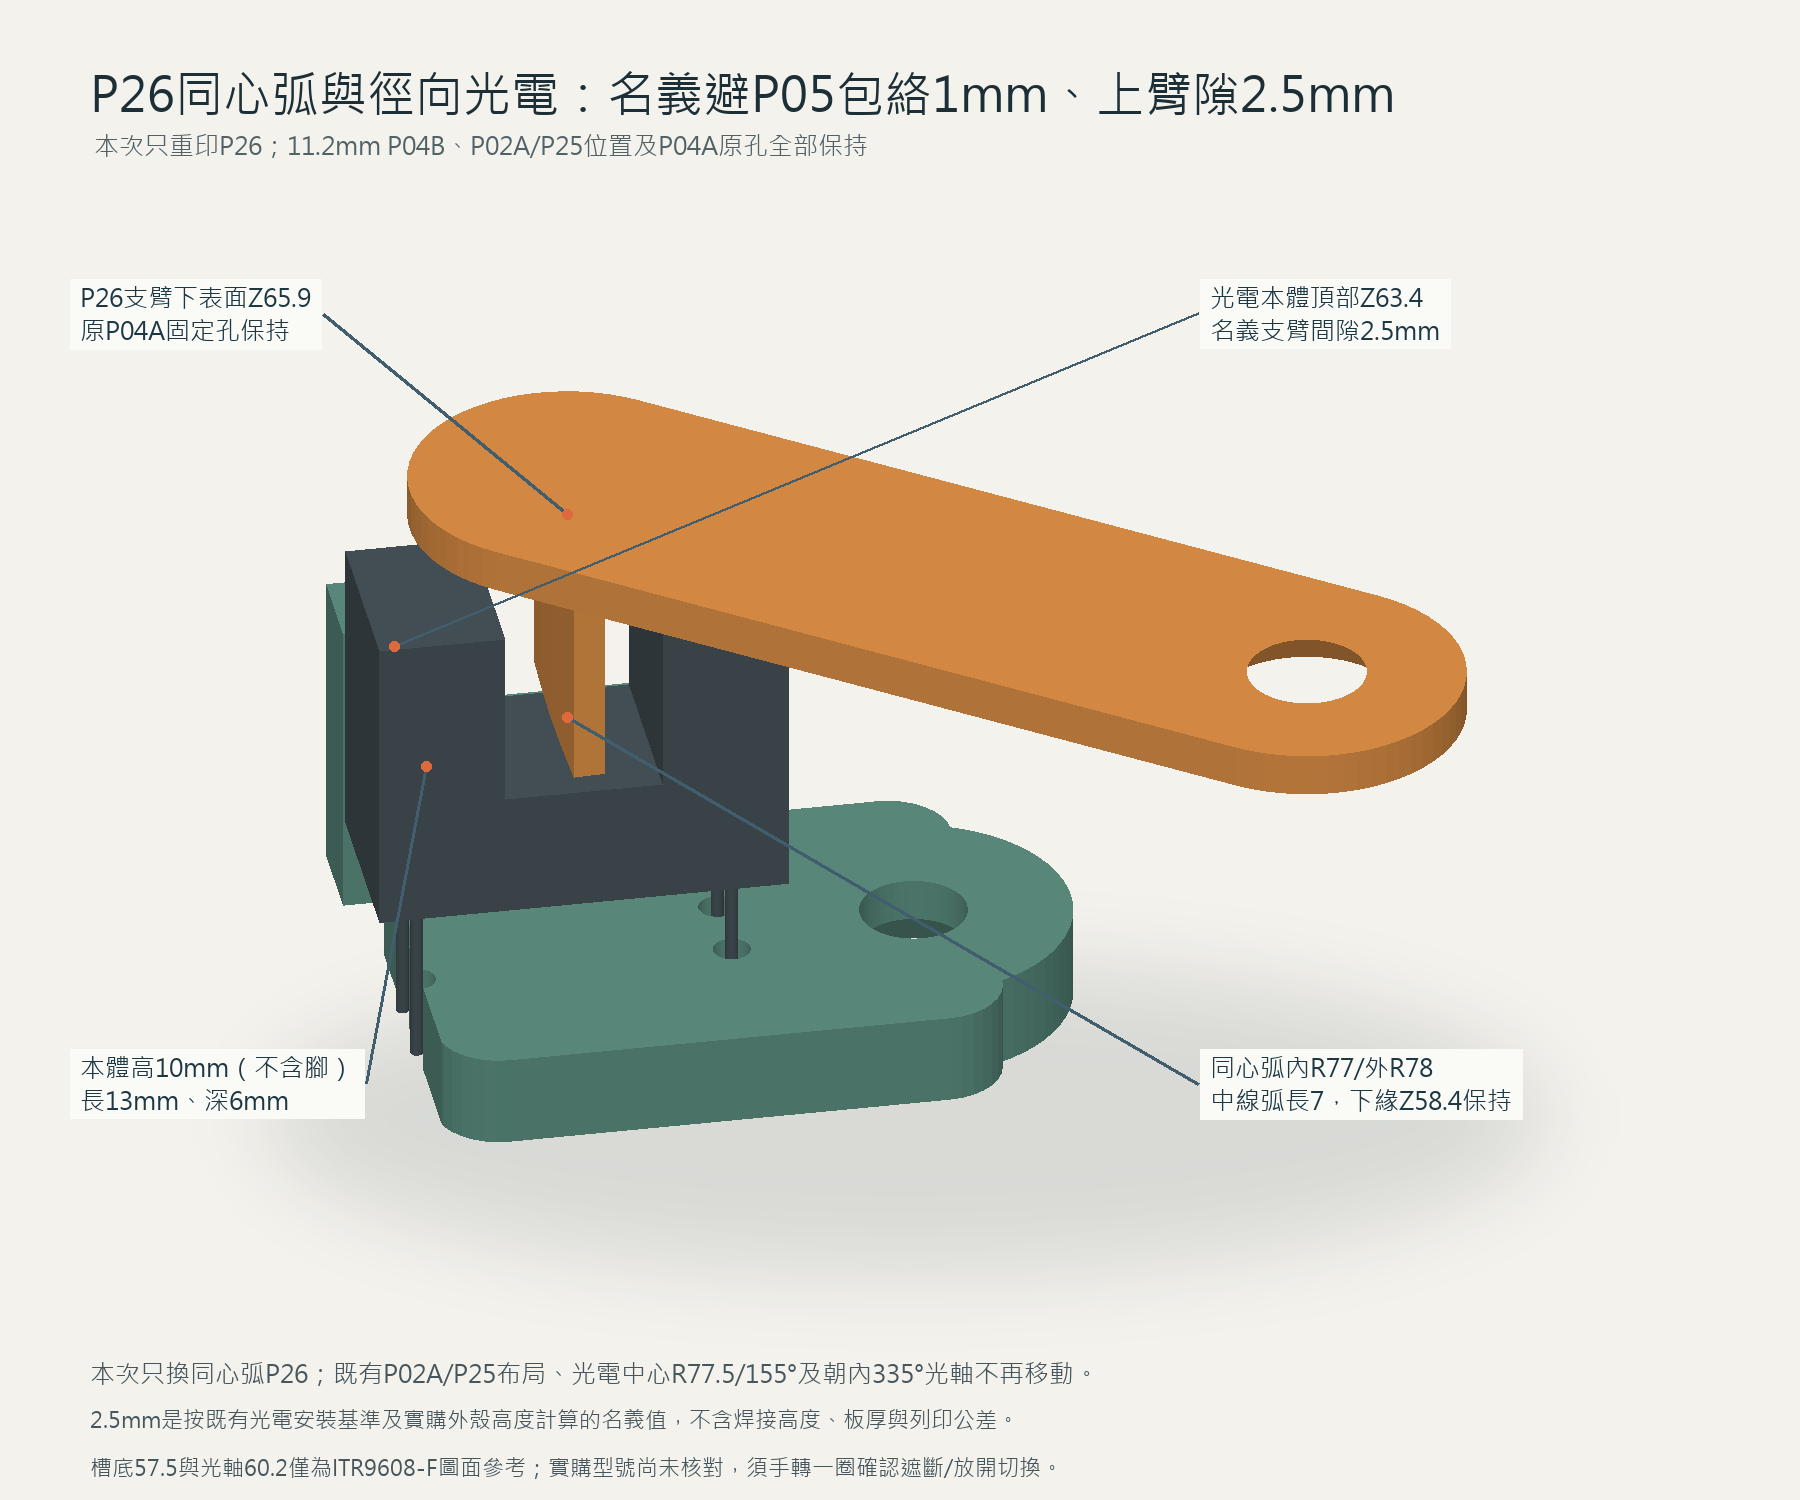 P26同心弧與徑向光電：名義避P05包絡1mm、上臂隙2.5mm
本次只重印P26；11.2mm P04B、P02A/P25位置及P04A原孔全部保持
P26支臂下表面Z65.9
原P04A固定孔保持
光電本體頂部Z63.4
名義支臂間隙2.5mm
本體高10mm（不含腳）
長13mm、深6mm
同心弧內R77/外R78
中線弧長7，下緣Z58.4保持
本次只換同心弧P26；既有P02A/P25布局、光電中心R77.5/155°及朝內335°光軸不再移動。
2.5mm是按既有光電安裝基準及實購外殼高度計算的名義值，不含焊接高度、板厚與列印公差。
槽底57.5與光軸60.2僅為ITR9608-F圖面參考；實購型號尚未核對，須手轉一圈確認遮斷/放開切換。